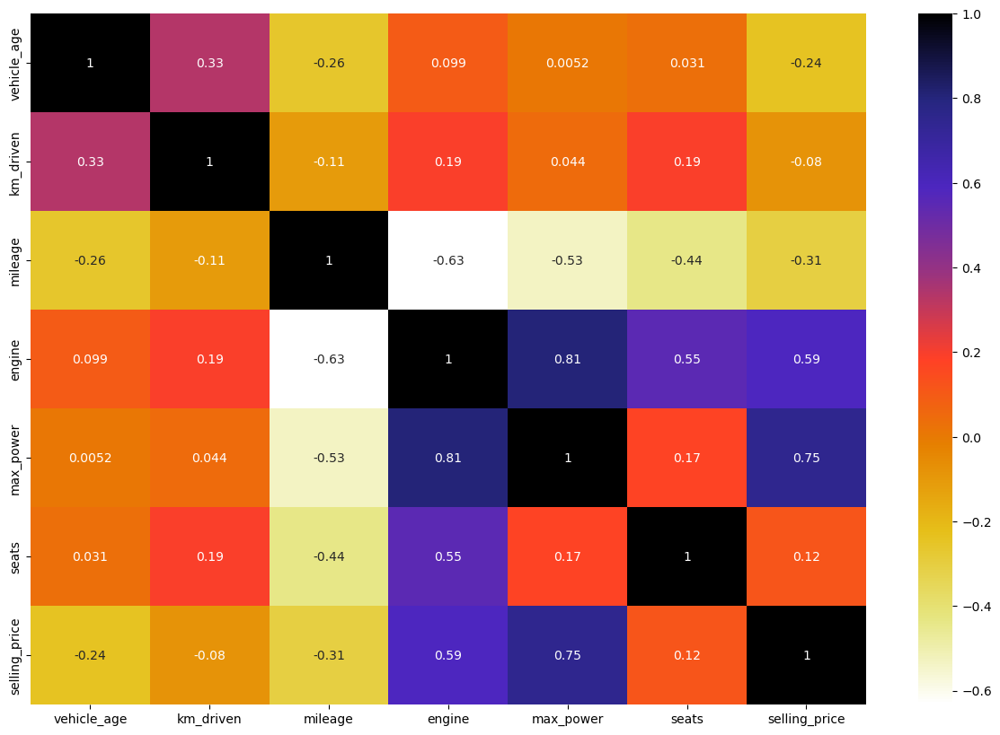 vehicle_age 1 0.33 -0.26 0.099 0.0052 0.031 -0.24
km_driven 0.33 1 -0.11 0.19 0.044 0.19 -0.08
mileage -0.26 -0.11 1 -0.63 -0.53 -0.44 -0.31
engine 0.099 0.19 -0.63 1 0.81 0.55 0.59
max_power 0.0052 0.044 -0.53 0.81 1 0.17 0.75
seats 0.031 0.19 -0.44 0.55 0.17 1 0.12
selling_price -0.24 -0.08 -0.31 0.59 0.75 0.12 1
vehicle_age km_driven mileage engine max_power seats selling_price
1.0
0.8
0.6
0.4
0.2
0.0
−0.2
−0.4
−0.6